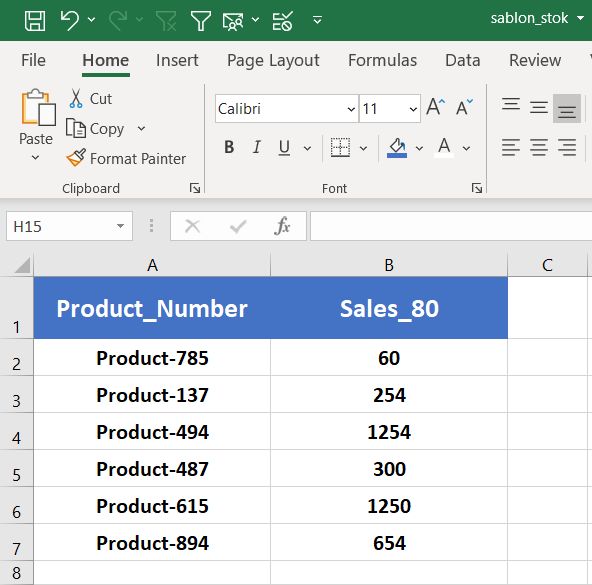 sablon_stok
File Home Insert Page Layout Formulas Data Review
Paste
Cut
Copy
Format Painter
Clipboard
Calibri 11 A A
B I U A
Font
H15 fx
A B C
1 Product_Number Sales_80
2 Product-785 60
3 Product-137 254
4 Product-494 1254
5 Product-487 300
6 Product-615 1250
7 Product-894 654
8